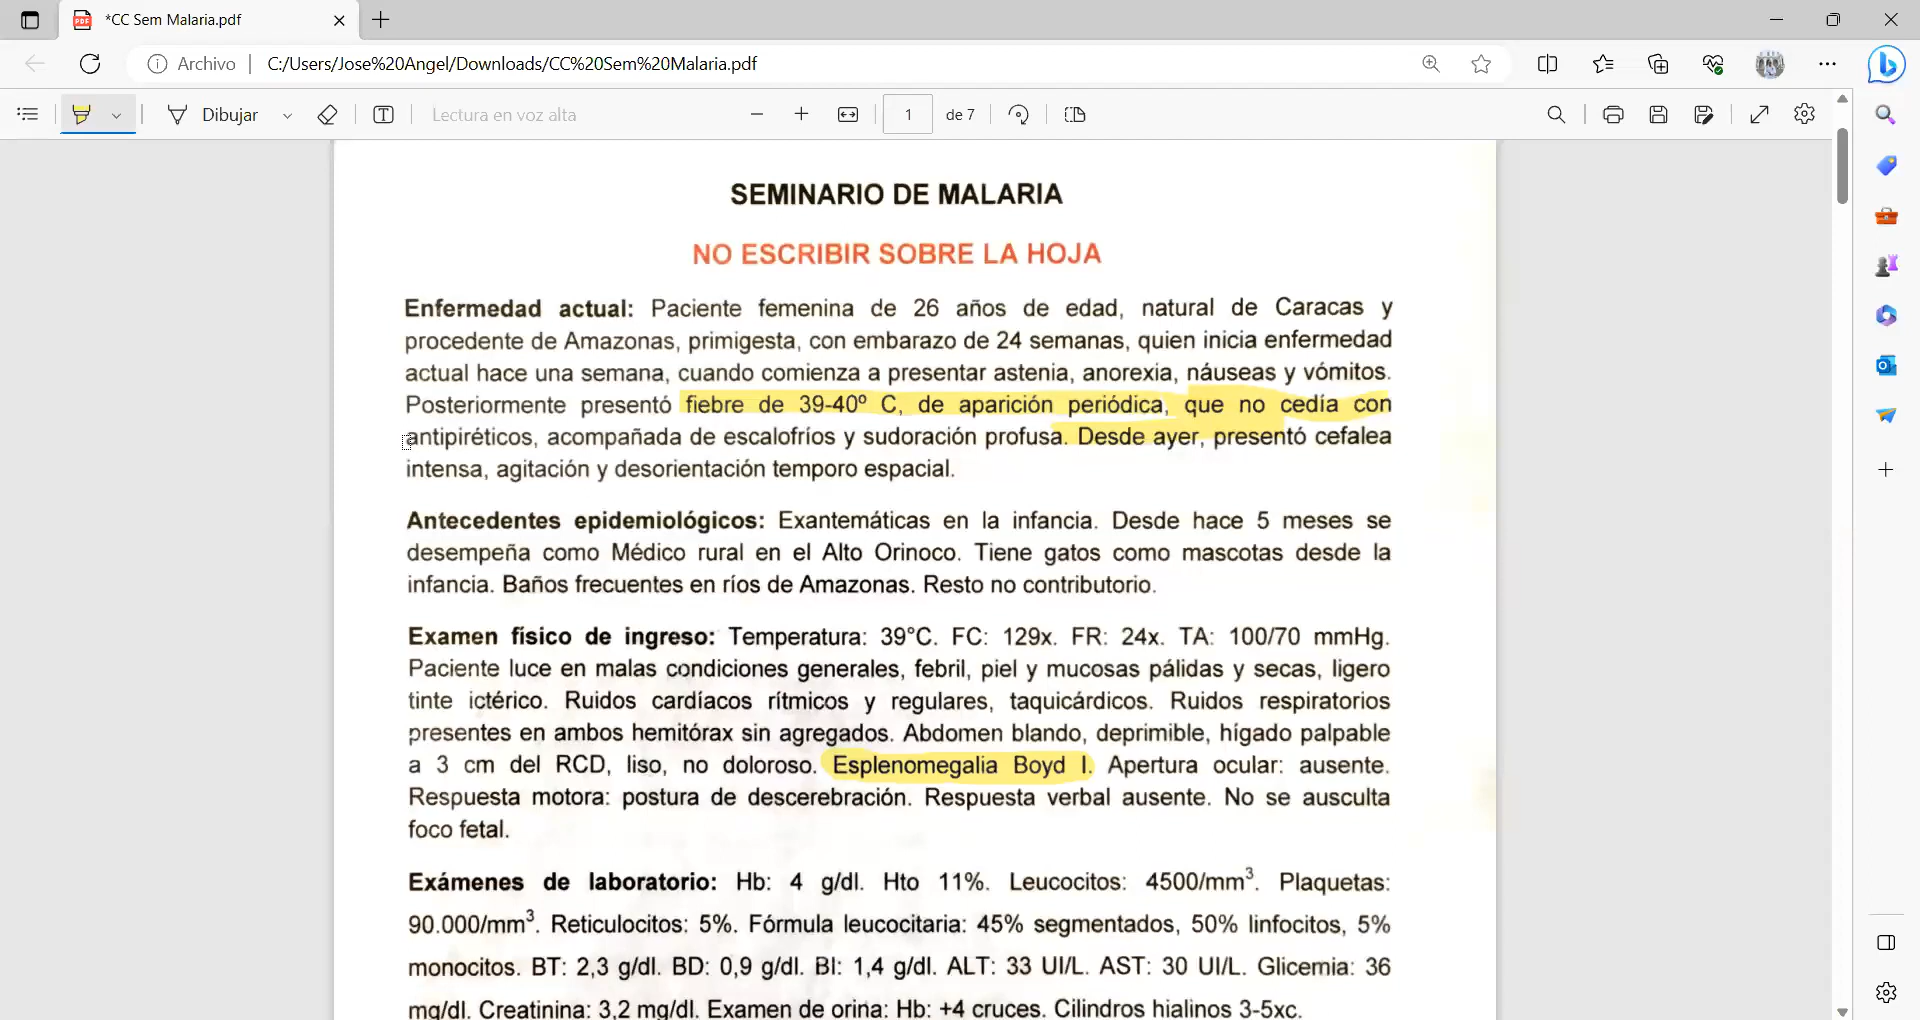 *CC Sem Malaria.pdf
Archivo
C:/Users/Jose%20Angel/Downloads/CC%20Sem%20Malaria.pdf
Dibujar
Lectura en voz alta
1 de 7
SEMINARIO DE MALARIA
NO ESCRIBIR SOBRE LA HOJA
Enfermedad actual: Paciente femenina de 26 años de edad, natural de Caracas y
procedente de Amazonas, primigesta, con embarazo de 24 semanas, quien inicia enfermedad
actual hace una semana, cuando comienza a presentar astenia, anorexia, náuseas y vómitos.
Posteriormente presentó fiebre de 39-40º C, de aparición periódica, que no cedía con
antipiréticos, acompañada de escalofríos y sudoración profusa. Desde ayer, presentó cefalea
intensa, agitación y desorientación temporo espacial.
Antecedentes epidemiológicos: Exantemáticas en la infancia. Desde hace 5 meses se
desempeña como Médico rural en el Alto Orinoco. Tiene gatos como mascotas desde la
infancia. Baños frecuentes en ríos de Amazonas. Resto no contributorio.
Examen físico de ingreso: Temperatura: 39°C. FC: 129x. FR: 24x. TA: 100/70 mmHg.
Paciente luce en malas condiciones generales, febril, piel y mucosas pálidas y secas, ligero
tinte ictérico. Ruidos cardíacos rítmicos y regulares, taquicárdicos. Ruidos respiratorios
presentes en ambos hemitórax sin agregados. Abdomen blando, deprimible, hígado palpable
a 3 cm del RCD, liso, no doloroso. Esplenomegalia Boyd I. Apertura ocular: ausente.
Respuesta motora: postura de descerebración. Respuesta verbal ausente. No se ausculta
foco fetal.
Exámenes de laboratorio: Hb: 4 g/dl. Hto 11%. Leucocitos: 4500/mm³. Plaquetas:
90.000/mm³. Reticulocitos: 5%. Fórmula leucocitaria: 45% segmentados, 50% linfocitos, 5%
monocitos. BT: 2,3 g/dl. BD: 0,9 g/dl. BI: 1,4 g/dl. ALT: 33 UI/L. AST: 30 UI/L. Glicemia: 36
mg/dl. Creatinina: 3,2 mg/dl. Examen de orina: Hb: +4 cruces. Cilindros hialinos 3-5xc.